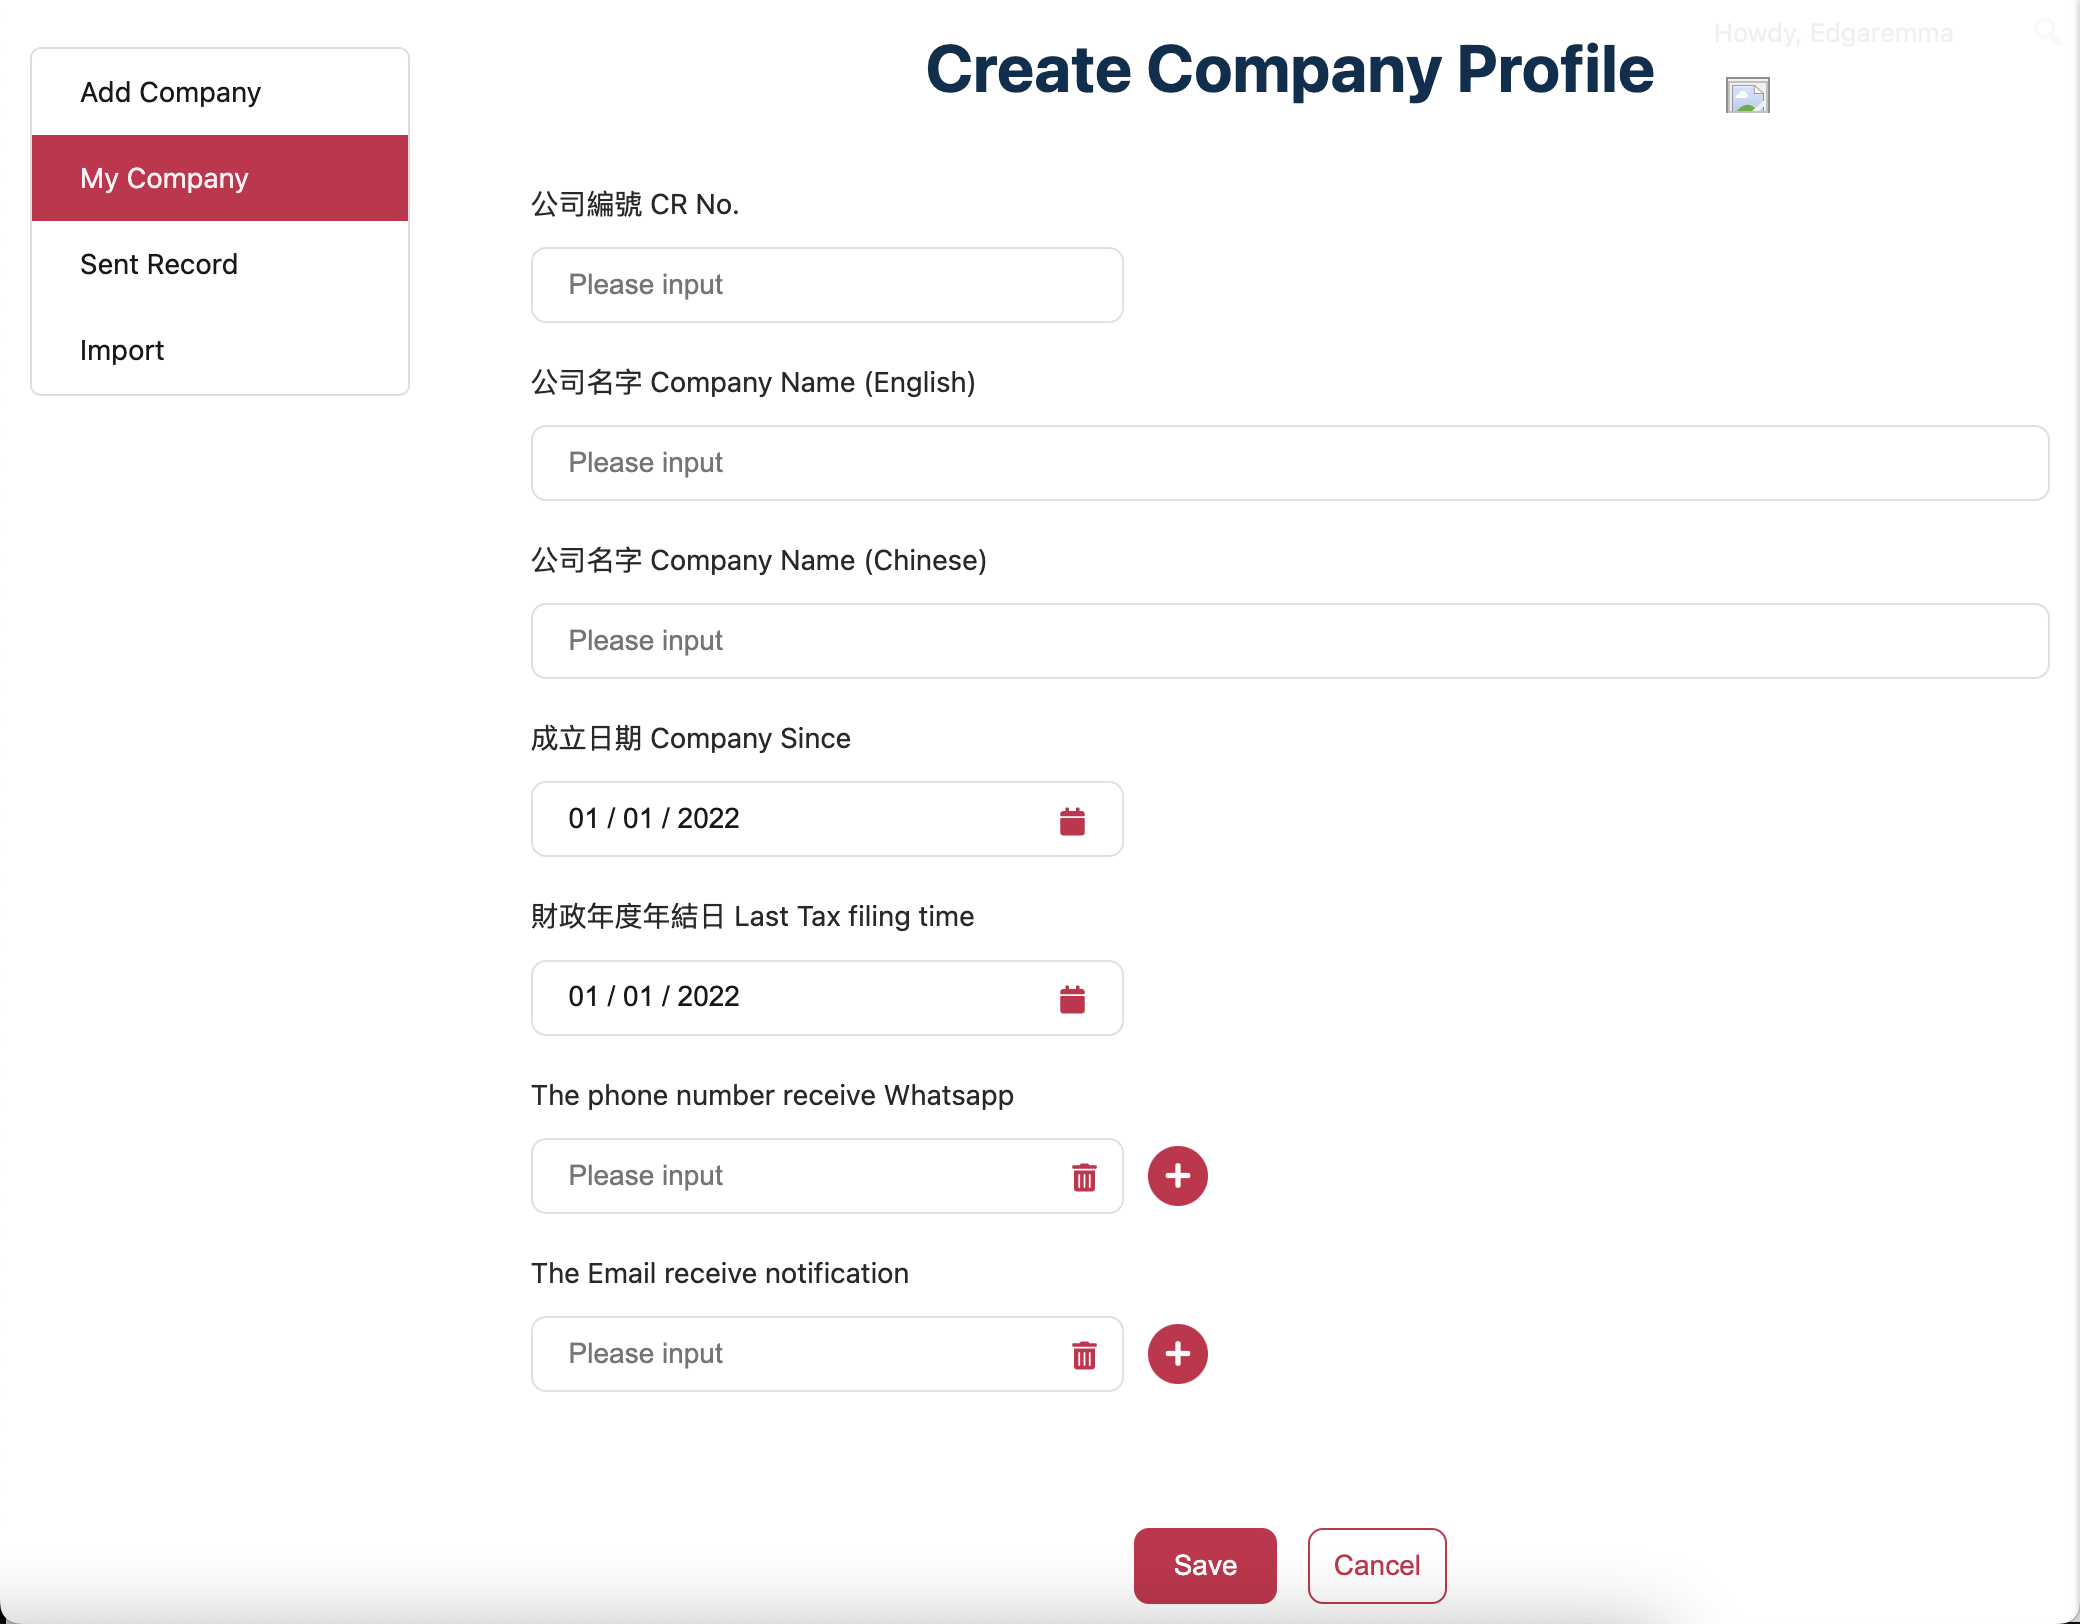 Howdy, Edgaremma
Create Company Profile
Add Company
My Company
Sent Record
Import
公司編號 CR No.
Please input
公司名字 Company Name (English)
Please input
公司名字 Company Name (Chinese)
Please input
成立日期 Company Since
01 / 01 / 2022
財政年度年結日 Last Tax filing time
01 / 01 / 2022
The phone number receive Whatsapp
Please input
The Email receive notification
Please input
Save Cancel